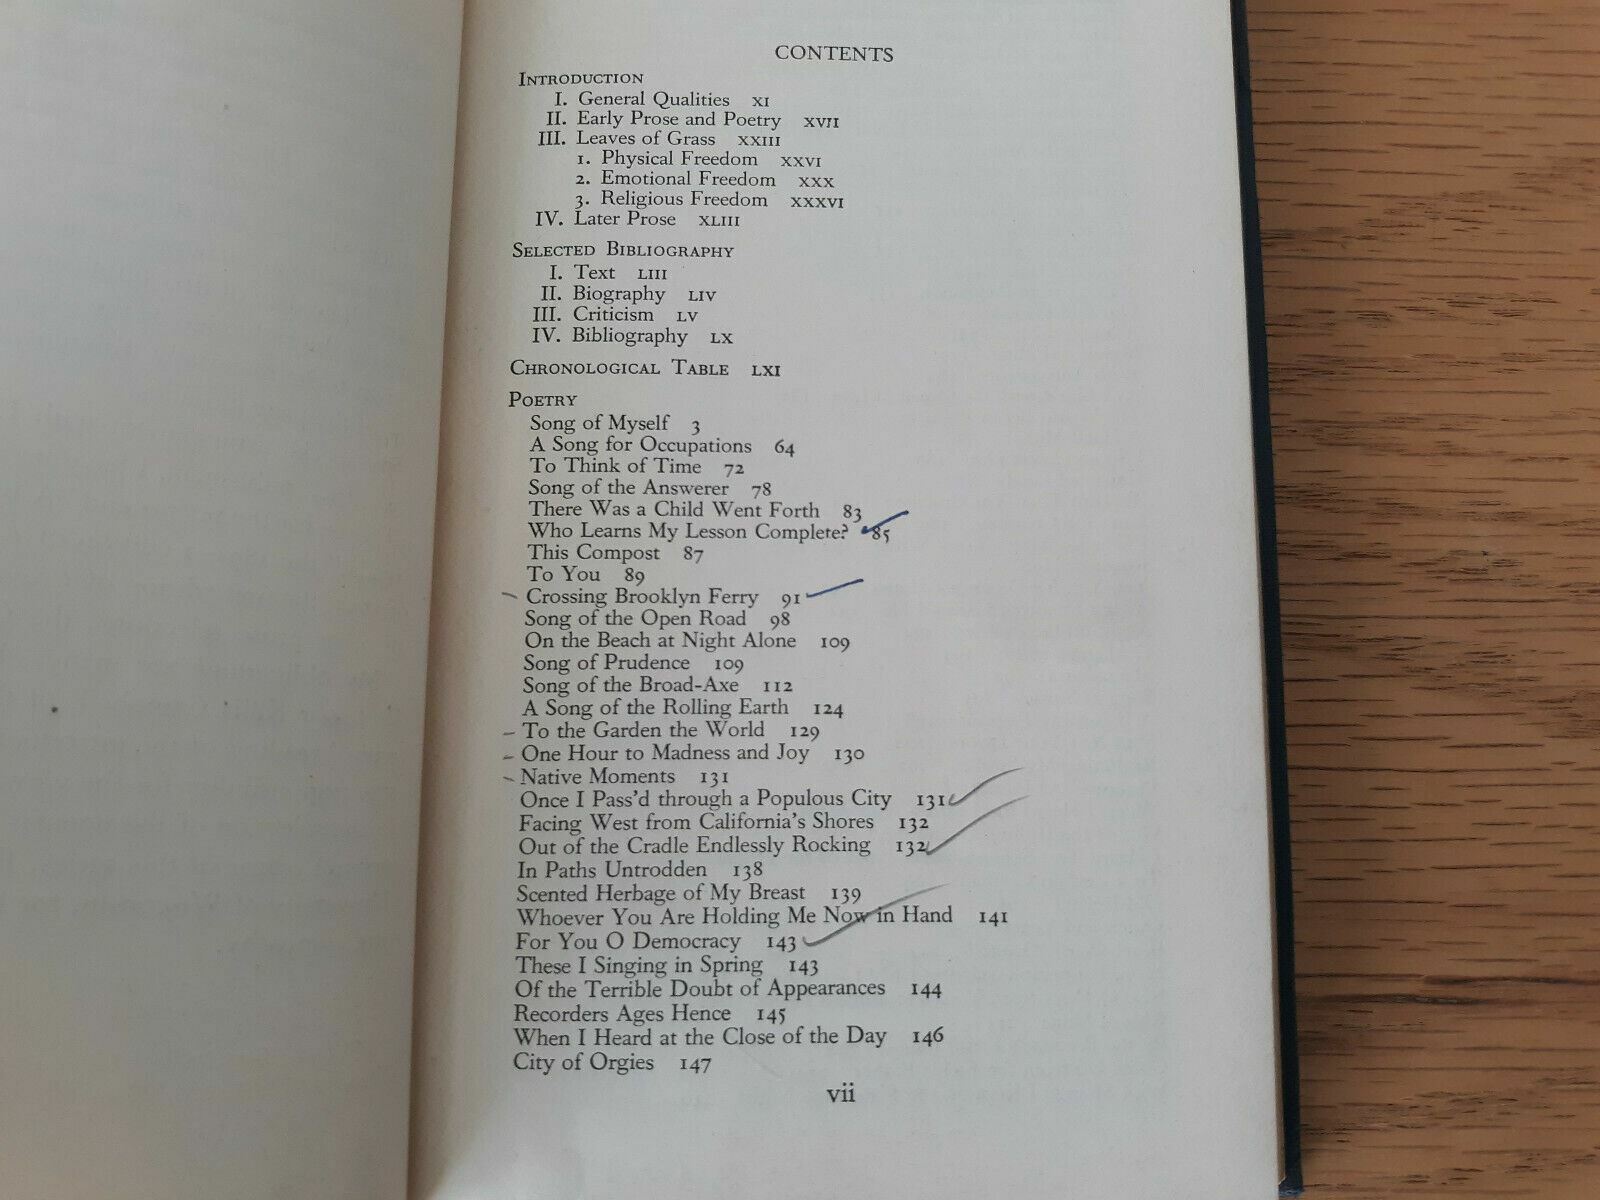 CONTENTS
INTRODUCTION
I. General Qualities XI
II. Early Prose and Poetry XVII
III. Leaves of Grass XXIII
1. Physical Freedom XXVI
2. Emotional Freedom XXX
3. Religious Freedom XXXVI
IV. Later Prose XLIII
SELECTED BIBLIOGRAPHY
I. Text LIII
II. Biography LIV
III. Criticism LV
IV. Bibliography LX
CHRONOLOGICAL TABLE LXI
POETRY
Song of Myself 3
A Song for Occupations 64
To Think of Time 72
Song of the Answerer 78
There Was a Child Went Forth 83
Who Learns My Lesson Complete? 85
This Compost 87
To You 89
Crossing Brooklyn Ferry 91
Song of the Open Road 98
On the Beach at Night Alone 109
Song of Prudence 109
Song of the Broad-Axe 112
A Song of the Rolling Earth 124
To the Garden the World 129
One Hour to Madness and Joy 130
Native Moments 131
Once I Pass'd through a Populous City 131
Facing West from California's Shores 132
Out of the Cradle Endlessly Rocking 132
In Paths Untrodden 138
Scented Herbage of My Breast 139
Whoever You Are Holding Me Now in Hand 141
For You O Democracy 143
These I Singing in Spring 143
Of the Terrible Doubt of Appearances 144
Recorders Ages Hence 145
When I Heard at the Close of the Day 146
City of Orgies 147
vii